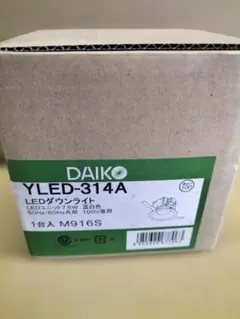 DAIKO
YLED-314A
LEDダウンライト
LEDユニット7.6W 温白色
50Hz/60Hz共用 100V専用
1台入 M916S